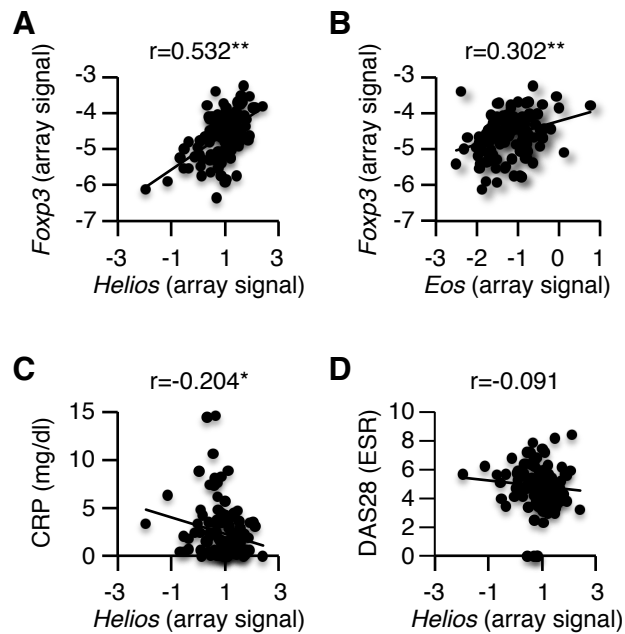 A
r=0.532**
Foxp3 (array signal)
-3
-4
-5
-6
-7
-3 -1 1 3
Helios (array signal)
B
r=0.302**
Foxp3 (array signal)
-3
-4
-5
-6
-7
-3 -2 -1 0 1
Eos (array signal)
C
r=-0.204*
CRP (mg/dl)
15
10
5
0
-3 -1 1 3
Helios (array signal)
D
r=-0.091
DAS28 (ESR)
10
8
6
4
2
0
-3 -1 1 3
Helios (array signal)